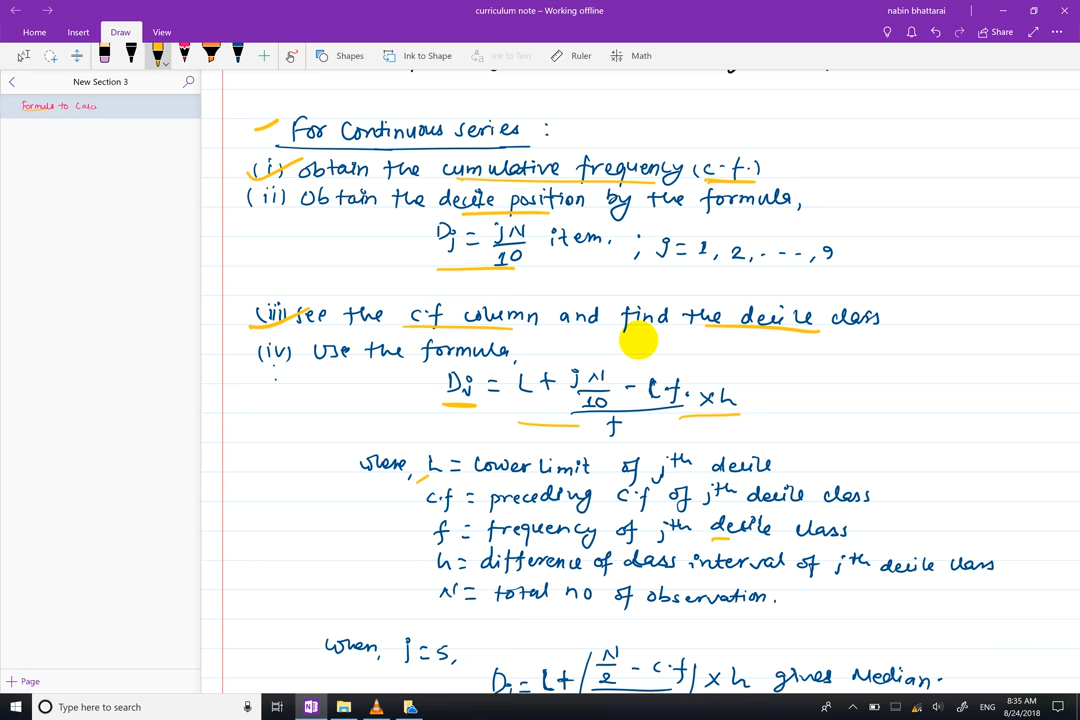 curriculum note – Working offline
nabin bhattarai
Home Insert Draw View
Share
Shapes Ink to Shape Ink to Text Ruler Math
New Section 3
Formula to Calc
For Continuous series :
(i) obtain the cumulative frequency (c.f.)
(ii) Obtain the decile position by the formula,
Dj = jN/10 item. ; j = 1, 2, . - - -, 9
(iii) see the c.f column and find the decile class
(iv) Use the formula,
Dj = L + (jN/10 - c.f.)/f × h
where, L = Lower limit of jth decile
c.f = preceding c.f of jth decile class
f = frequency of jth decile class
h = difference of class interval of jth decile class
N = total no of observation.
when, j = 5,
Dj = L + (N/2 - c.f) × h gives Median.
+ Page
Type here to search
ENG
8:35 AM
8/24/2018